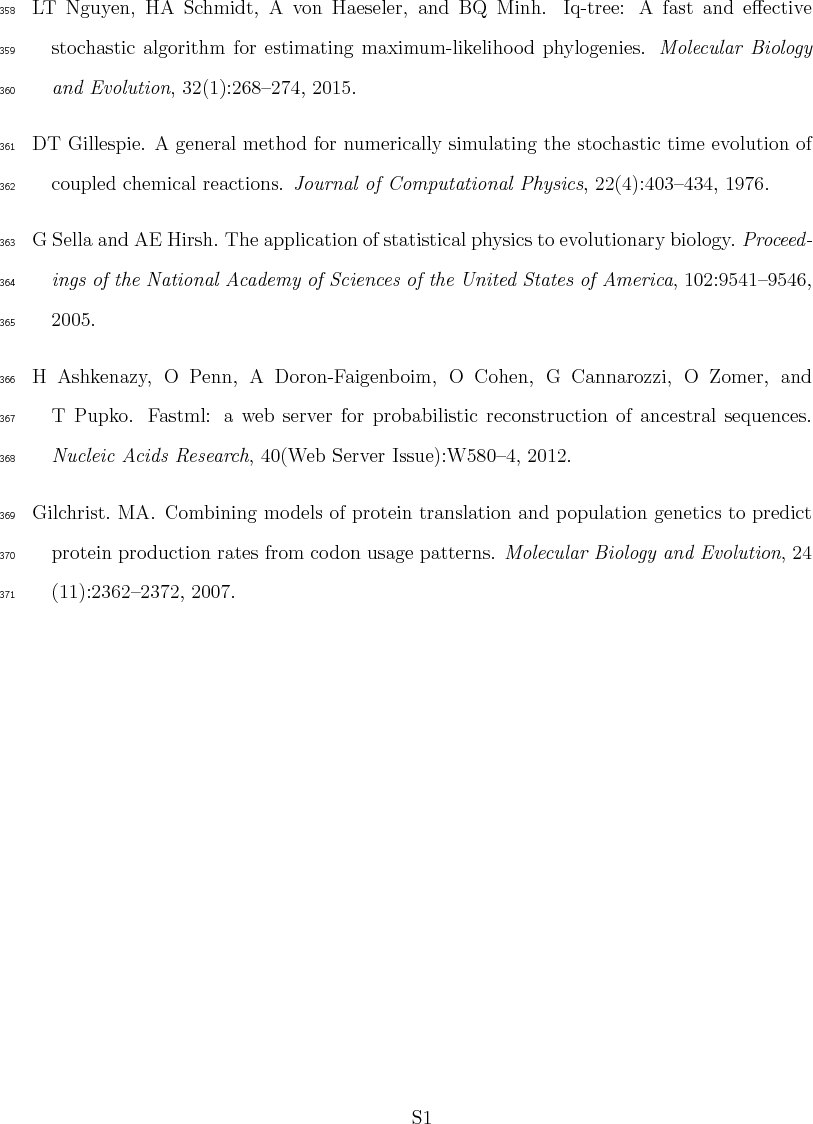 358 LT Nguyen, HA Schmidt, A von Haeseler, and BQ Minh. Iq-tree: A fast and effective
359 stochastic algorithm for estimating maximum-likelihood phylogenies. Molecular Biology
360 and Evolution, 32(1):268–274, 2015.
361 DT Gillespie. A general method for numerically simulating the stochastic time evolution of
362 coupled chemical reactions. Journal of Computational Physics, 22(4):403–434, 1976.
363 G Sella and AE Hirsh. The application of statistical physics to evolutionary biology. Proceed-
364 ings of the National Academy of Sciences of the United States of America, 102:9541–9546,
365 2005.
366 H Ashkenazy, O Penn, A Doron-Faigenboim, O Cohen, G Cannarozzi, O Zomer, and
367 T Pupko. Fastml: a web server for probabilistic reconstruction of ancestral sequences.
368 Nucleic Acids Research, 40(Web Server Issue):W580–4, 2012.
369 Gilchrist. MA. Combining models of protein translation and population genetics to predict
370 protein production rates from codon usage patterns. Molecular Biology and Evolution, 24
371 (11):2362–2372, 2007.
S1